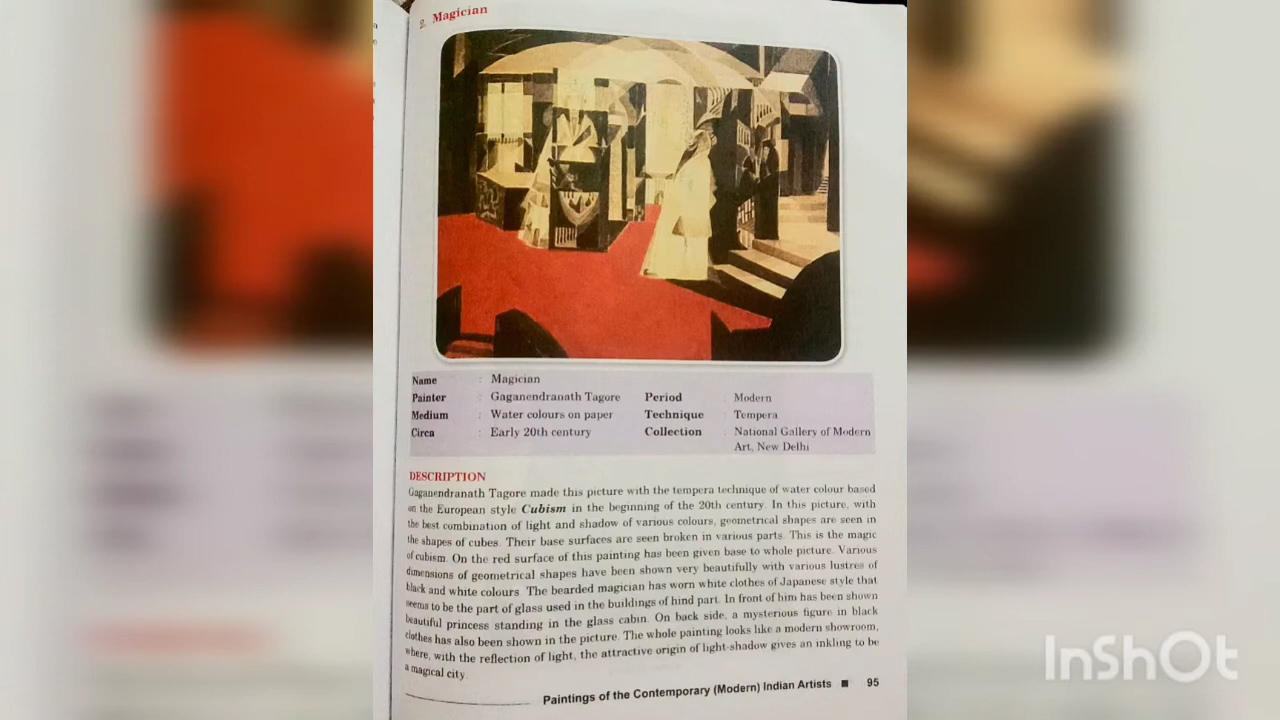 2. Magician
Name : Magician
Painter : Gaganendranath Tagore Period : Modern
Medium : Water colours on paper Technique : Tempera
Circa : Early 20th century Collection : National Gallery of Modern
Art, New Delhi
DESCRIPTION
Gaganendranath Tagore made this picture with the tempera technique of water colour based
on the European style Cubism in the beginning of the 20th century. In this picture, with
the best combination of light and shadow of various colours, geometrical shapes are seen in
the shapes of cubes. Their base surfaces are seen broken in various parts. This is the magic
of cubism. On the red surface of this painting has been given base to whole picture. Various
dimensions of geometrical shapes have been shown very beautifully with various lustres of
black and white colours. The bearded magician has worn white clothes of Japanese style that
seems to be the part of glass used in the buildings of hind part. In front of him has been shown
beautiful princess standing in the glass cabin. On back side, a mysterious figure in black
clothes has also been shown in the picture. The whole painting looks like a modern showroom,
where, with the reflection of light, the attractive origin of light-shadow gives an inkling to be
a magical city.
Paintings of the Contemporary (Modern) Indian Artists ■ 95
InShOt